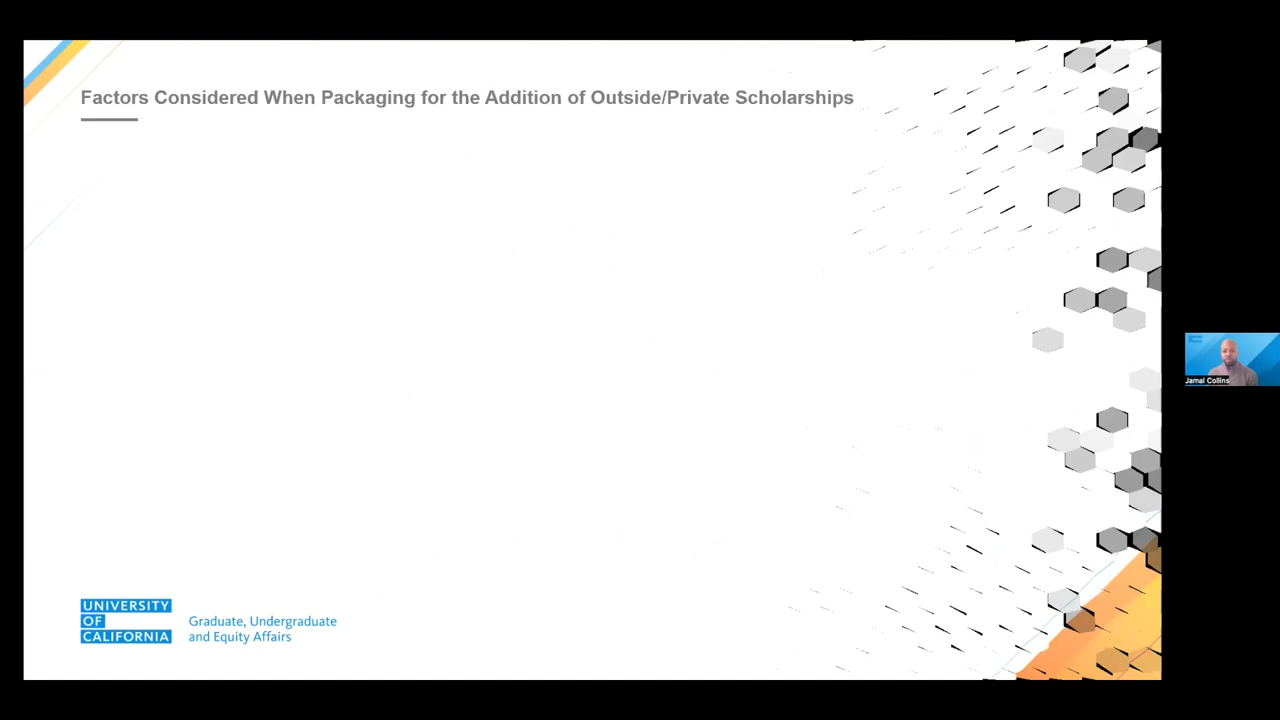 Factors Considered When Packaging for the Addition of Outside/Private Scholarships
UNIVERSITY
OF
CALIFORNIA
Graduate, Undergraduate
and Equity Affairs
Jamal Collins